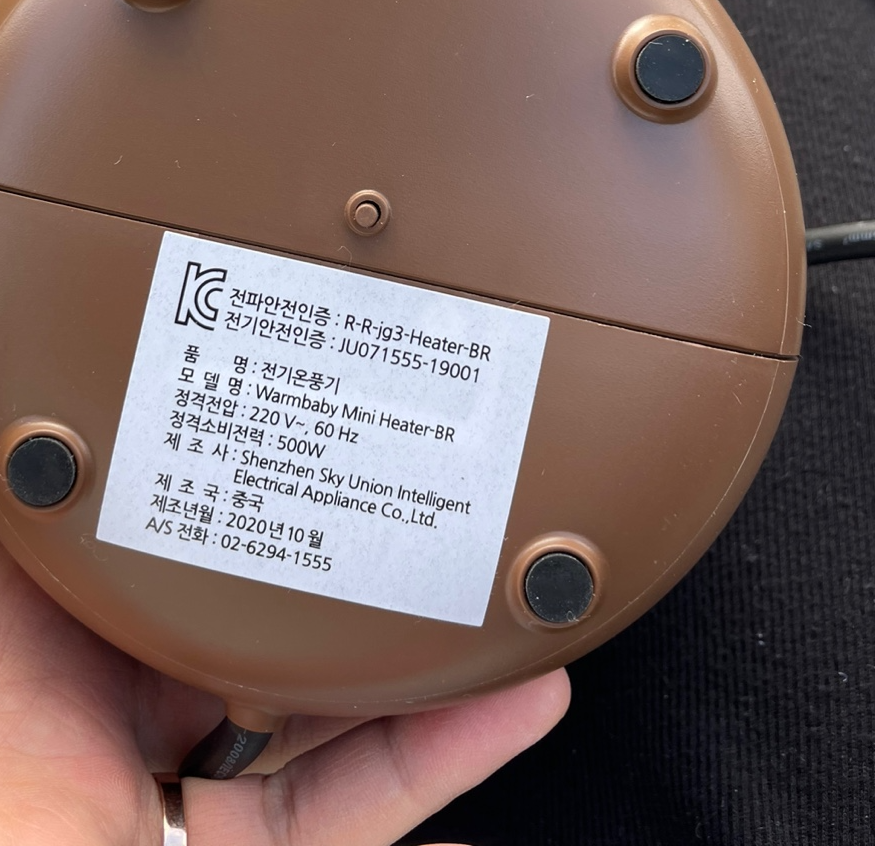 전파안전인증 : R-R-jg3-Heater-BR
전기안전인증 : JU071555-19001
품 명 : 전기온풍기
모 델 명 : Warmbaby Mini Heater-BR
정격전압 : 220 V~, 60 Hz
정격소비전력 : 500W
제 조 사 : Shenzhen Sky Union Intelligent
Electrical Appliance Co.,Ltd.
제 조 국 : 중국
제조년월 : 2020년 10 월
A/S 전화 : 02-6294-1555